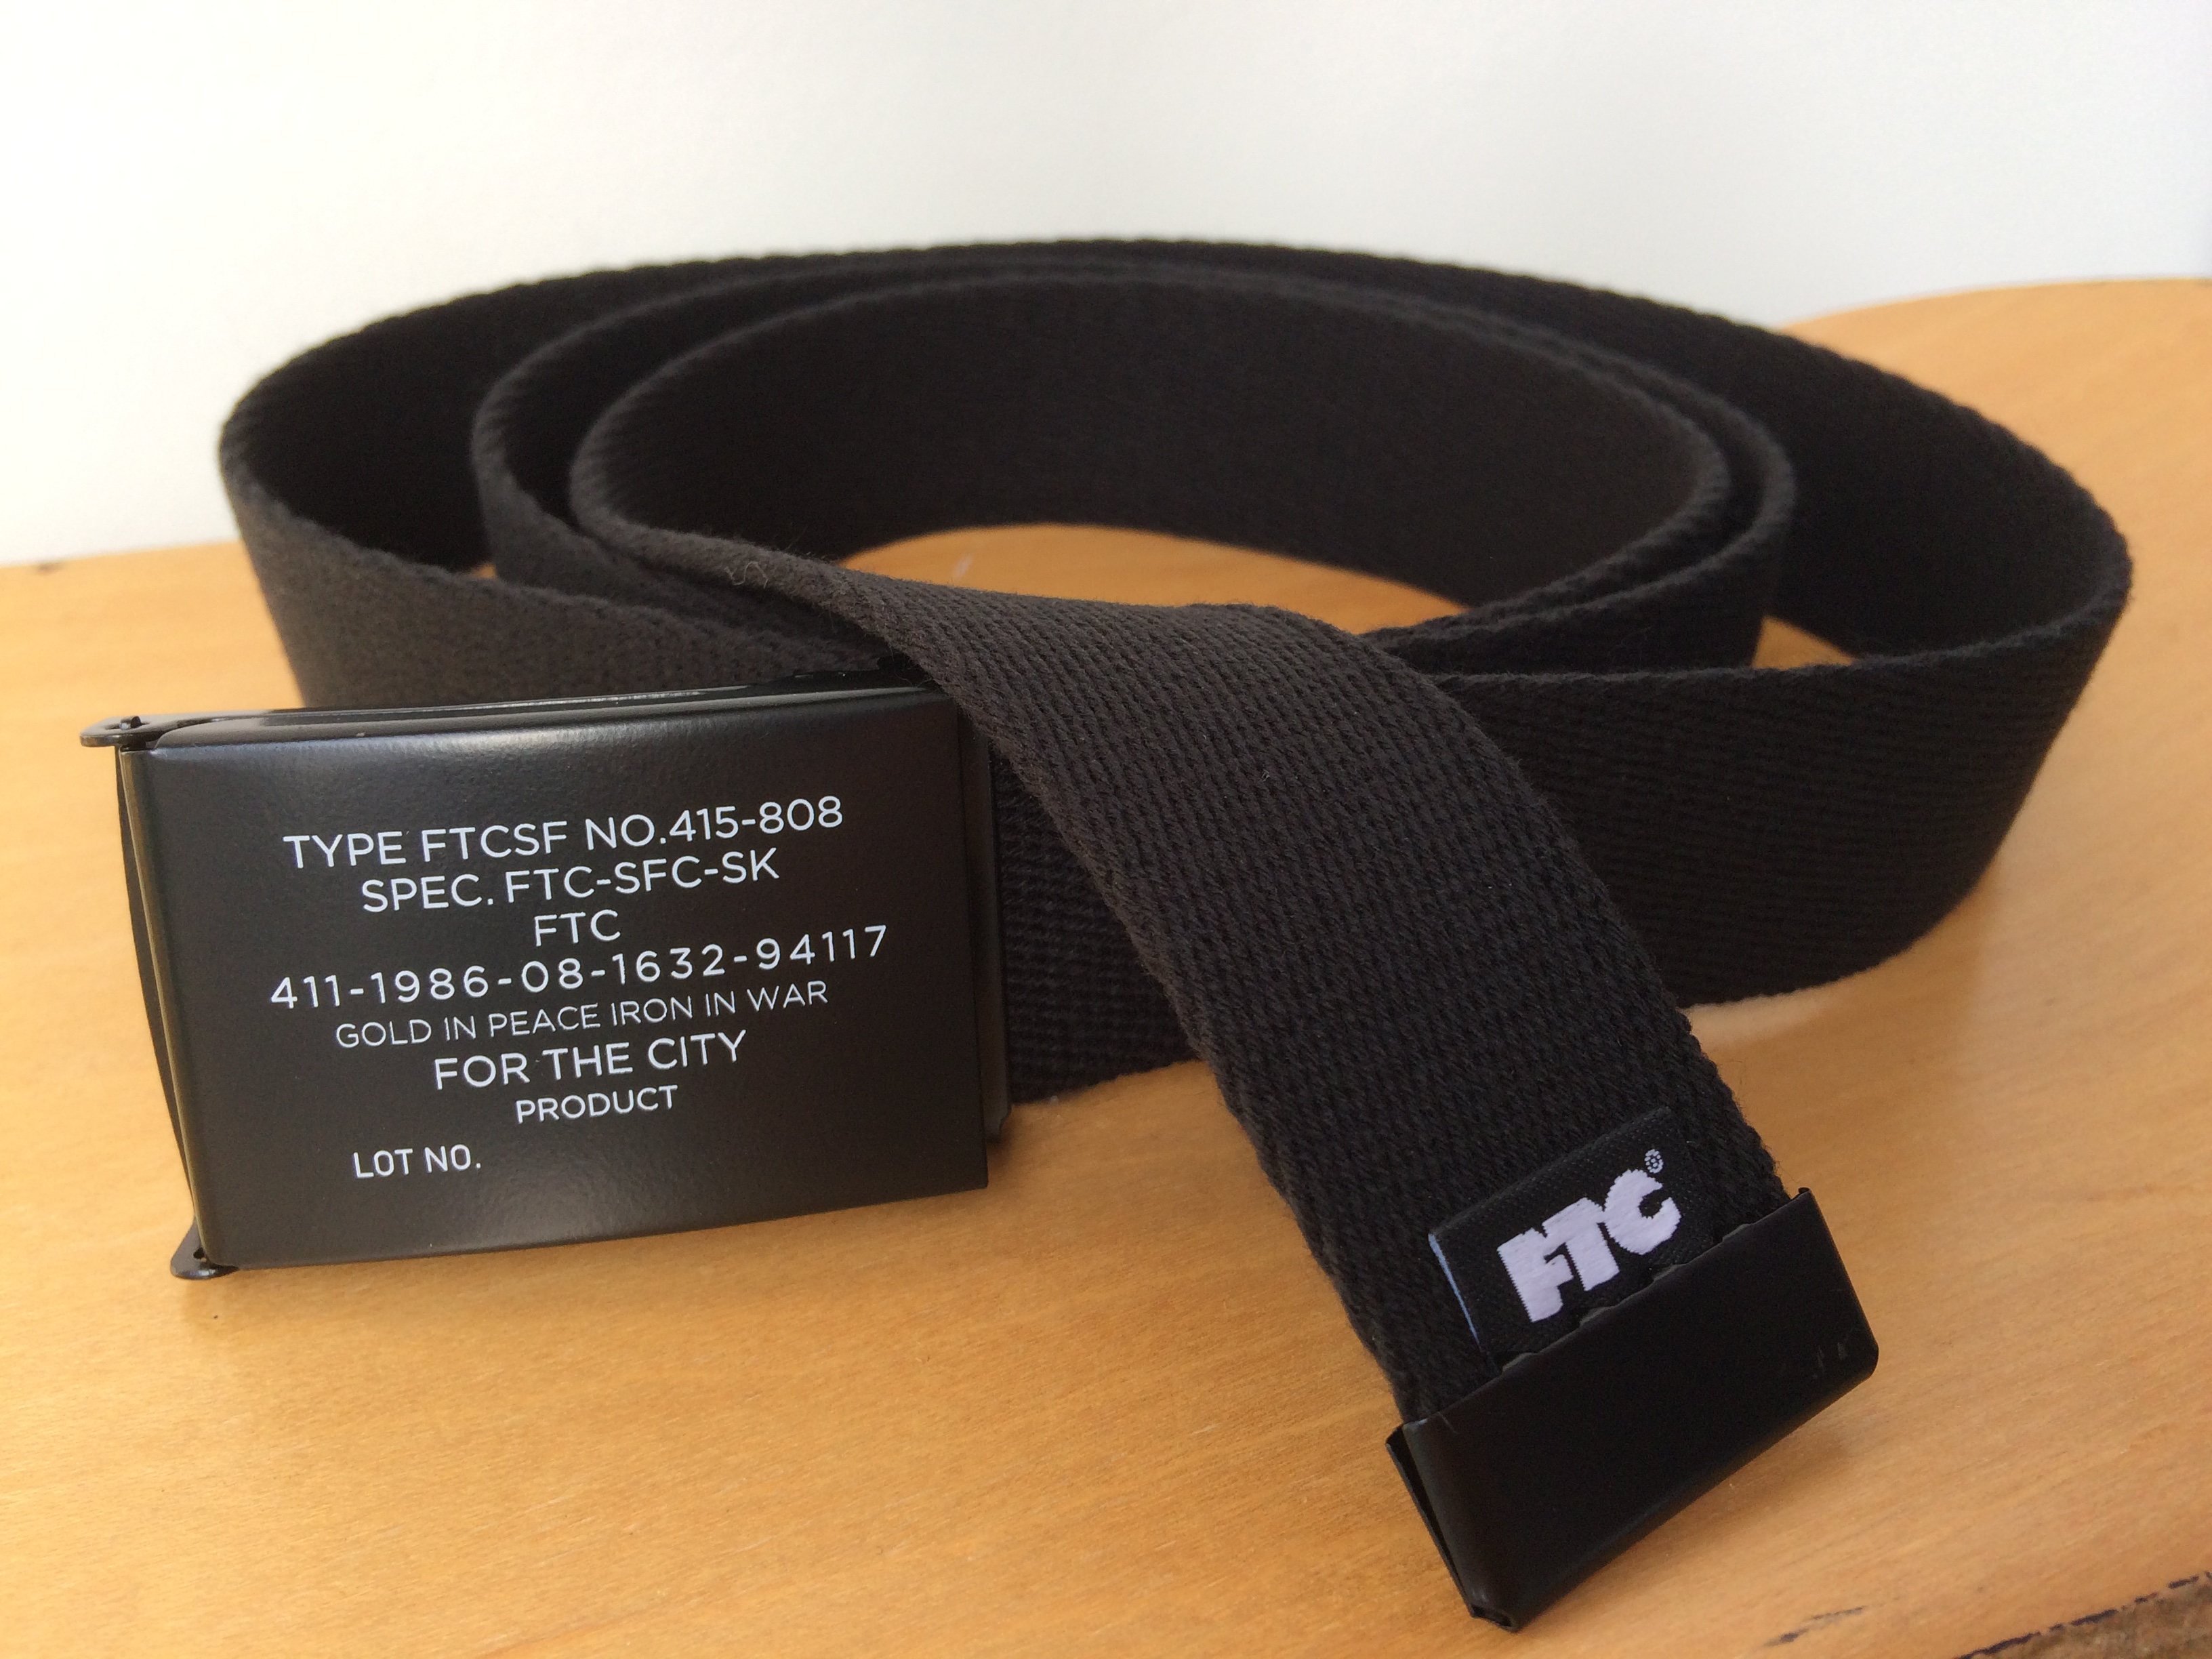 TYPE FTCSF NO.415-808
SPEC. FTC-SFC-SK
FTC
411-1986-08-1632-94117
GOLD IN PEACE IRON IN WAR
FOR THE CITY
PRODUCT
LOT NO.
FTC®